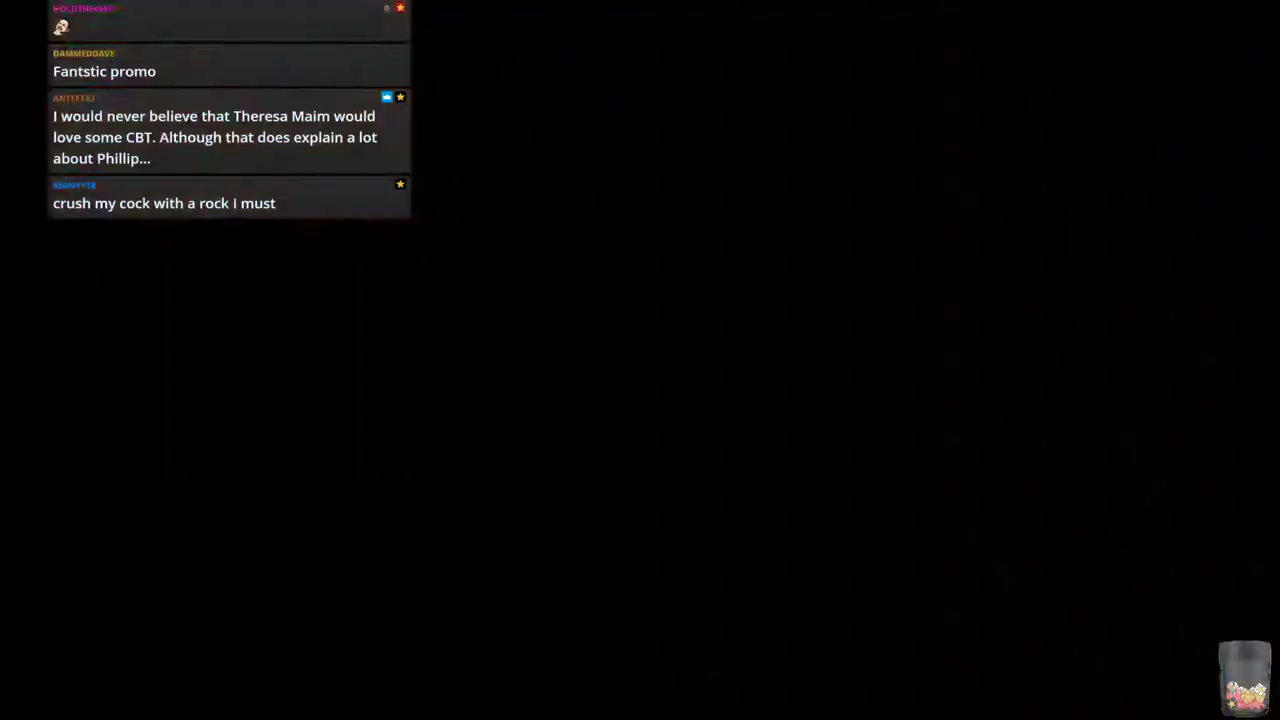 DAMMEDDAVE
Fantstic promo
I would never believe that Theresa Maim would
love some CBT. Although that does explain a lot
about Phillip...
crush my cock with a rock I must